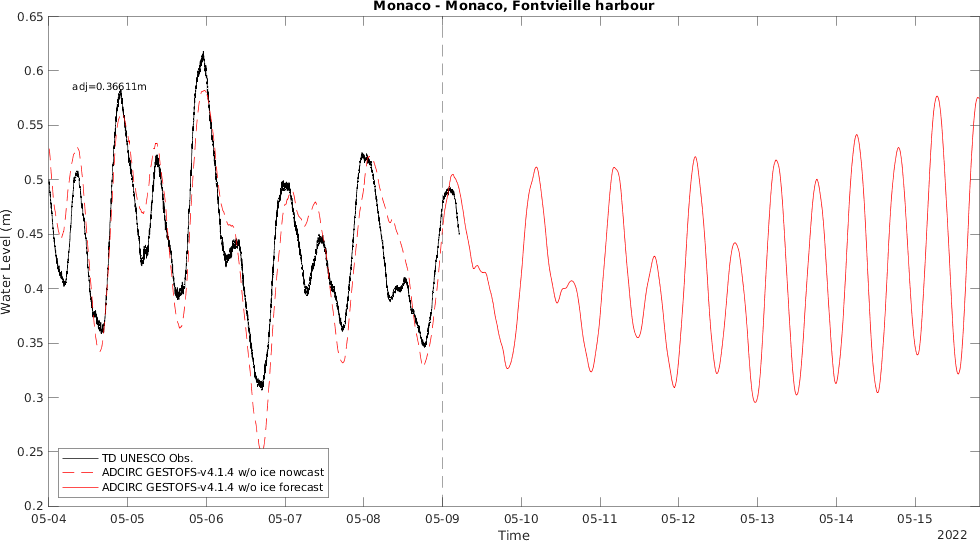 Monaco - Monaco, Fontvieille harbour
0.65
0.6
0.55
0.5
0.45
0.4
0.35
0.3
0.25
0.2
Water Level (m)
adj=0.36611m
TD UNESCO Obs.
ADCIRC GESTOFS-v4.1.4 w/o ice nowcast
ADCIRC GESTOFS-v4.1.4 w/o ice forecast
05-04 05-05 05-06 05-07 05-08 05-09 05-10 05-11 05-12 05-13 05-14 05-15
Time
2022